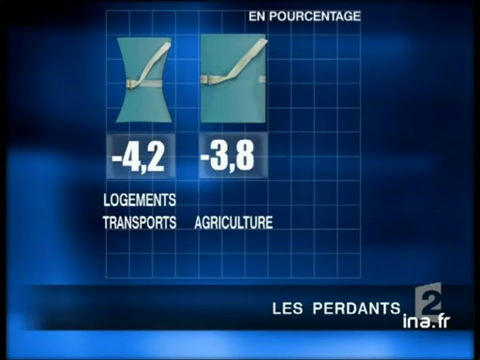 EN POURCENTAGE
-4,2
-3,8
LOGEMENTS
TRANSPORTS
AGRICULTURE
LES PERDANTS
2
ina.fr